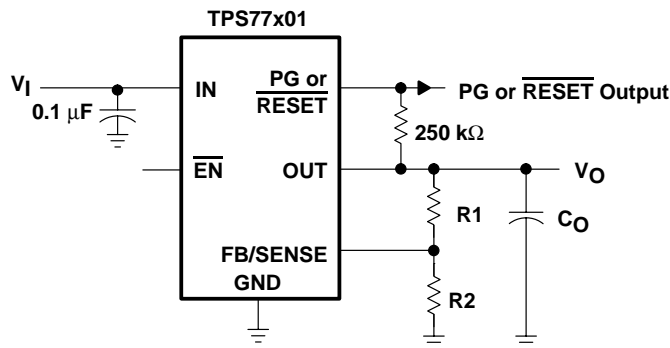 TPS77x01
VI
0.1 μF
IN
PG or
RESET
PG or RESET Output
250 kΩ
EN
OUT
VO
R1
CO
FB/SENSE
GND
R2